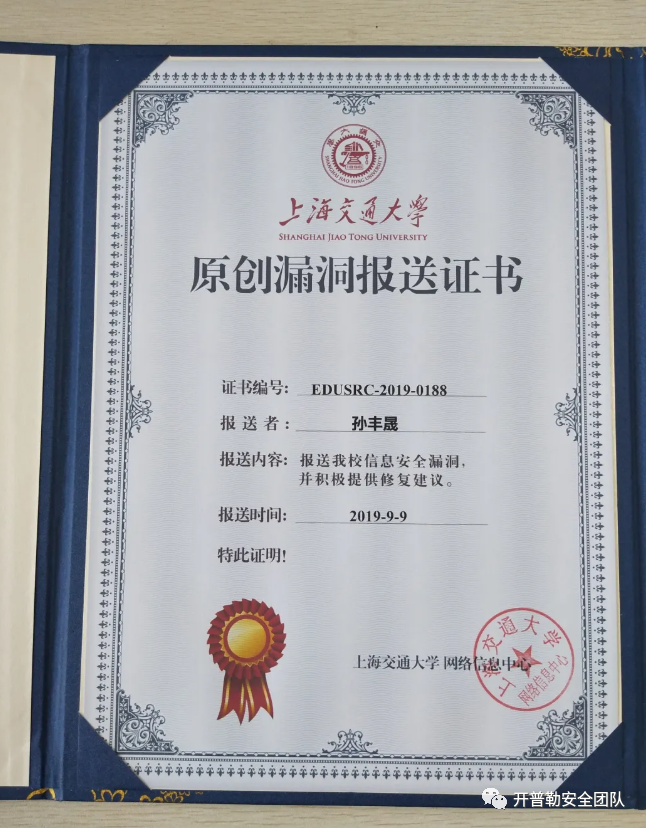 上海交通大學
SHANGHAI JIAO TONG UNIVERSITY
原创漏洞报送证书
证书编号: EDUSRC-2019-0188
报送者: 孙丰晟
报送内容: 报送我校信息安全漏洞,
并积极提供修复建议。
报送时间: 2019-9-9
特此证明!
上海交通大学 网络信息中心
上海交通大学
网络信息中心
开普勒安全团队